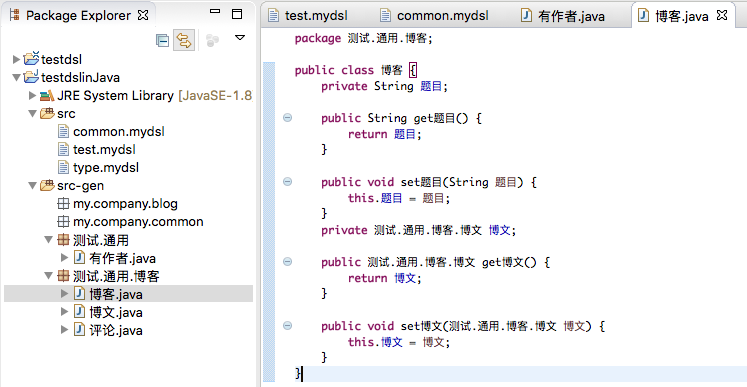 Package Explorer
testdsl
testdslinJava
JRE System Library [JavaSE-1.8
src
common.mydsl
test.mydsl
type.mydsl
src-gen
my.company.blog
my.company.common
测试.通用
有作者.java
测试.通用.博客
博客.java
博文.java
评论.java
test.mydsl
common.mydsl
有作者.java
博客.java
package 测试.通用.博客;
public class 博客 {
private String 题目;
public String get题目() {
return 题目;
}
public void set题目(String 题目) {
this.题目 = 题目;
}
private 测试.通用.博客.博文 博文;
public 测试.通用.博客.博文 get博文() {
return 博文;
}
public void set博文(测试.通用.博客.博文 博文) {
this.博文 = 博文;
}
}